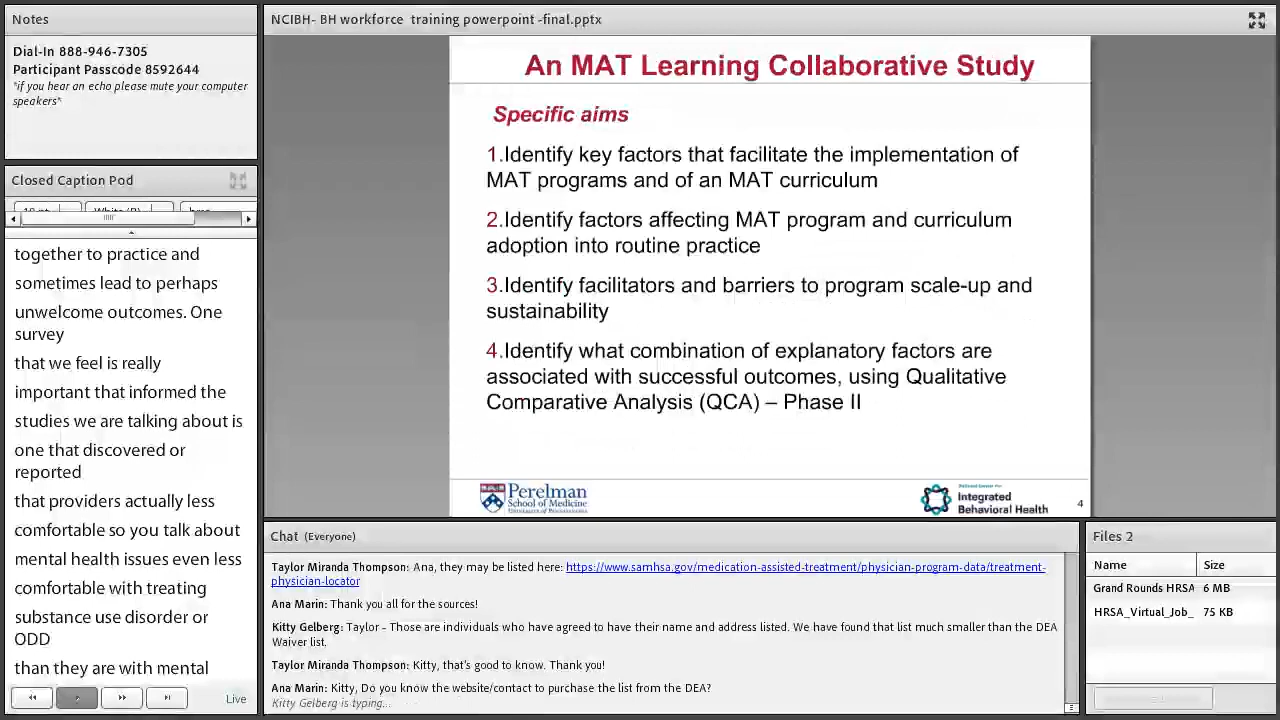 Notes
Dial-In 888-946-7305
Participant Passcode 8592644
*if you hear an echo please mute your computer
speakers*
Closed Caption Pod
together to practice and
sometimes lead to perhaps
unwelcome outcomes. One
survey
that we feel is really
important that informed the
studies we are talking about is
one that discovered or
reported
that providers actually less
comfortable so you talk about
mental health issues even less
comfortable with treating
substance use disorder or
ODD
than they are with mental
Live
NCIBH- BH workforce training powerpoint -final.pptx
An MAT Learning Collaborative Study
Specific aims
1.Identify key factors that facilitate the implementation of
MAT programs and of an MAT curriculum
2.Identify factors affecting MAT program and curriculum
adoption into routine practice
3.Identify facilitators and barriers to program scale-up and
sustainability
4.Identify what combination of explanatory factors are
associated with successful outcomes, using Qualitative
Comparative Analysis (QCA) – Phase II
Perelman
School of Medicine
University of Pennsylvania
Integrated
Behavioral Health
4
Chat (Everyone)
Taylor Miranda Thompson: Ana, they may be listed here: https://www.samhsa.gov/medication-assisted-treatment/physician-program-data/treatment-
physician-locator
Ana Marin: Thank you all for the sources!
Kitty Gelberg: Taylor - Those are individuals who have agreed to have their name and address listed. We have found that list much smaller than the DEA
Waiver list.
Taylor Miranda Thompson: Kitty, that's good to know. Thank you!
Ana Marin: Kitty, Do you know the website/contact to purchase the list from the DEA?
Kitty Gelberg is typing...
Files 2
Name Size
Grand Rounds HRSA 6 MB
HRSA_Virtual_Job_ 75 KB